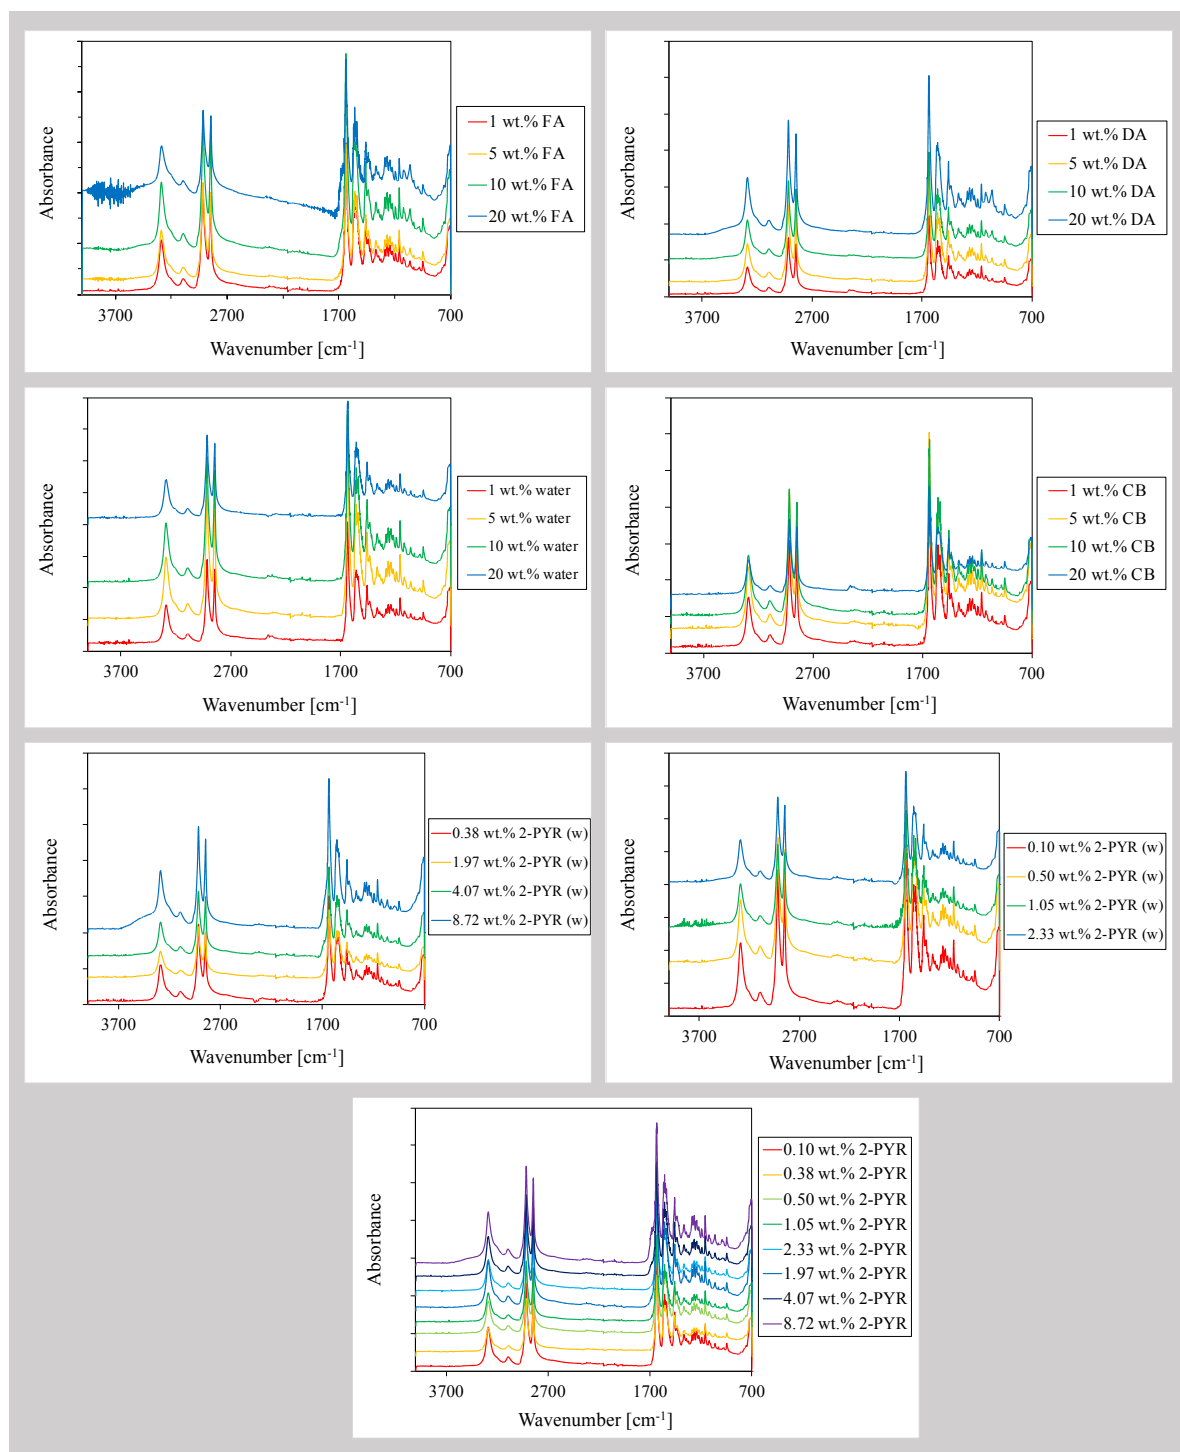 Absorbance
1 wt.% FA
5 wt.% FA
10 wt.% FA
20 wt.% FA
3700 2700 1700 700
Wavenumber [cm-1]
Absorbance
1 wt.% DA
5 wt.% DA
10 wt.% DA
20 wt.% DA
3700 2700 1700 700
Wavenumber [cm-1]
Absorbance
1 wt.% water
5 wt.% water
10 wt.% water
20 wt.% water
3700 2700 1700 700
Wavenumber [cm-1]
Absorbance
1 wt.% CB
5 wt.% CB
10 wt.% CB
20 wt.% CB
3700 2700 1700 700
Wavenumber [cm-1]
Absorbance
0.38 wt.% 2-PYR (w)
1.97 wt.% 2-PYR (w)
4.07 wt.% 2-PYR (w)
8.72 wt.% 2-PYR (w)
3700 2700 1700 700
Wavenumber [cm-1]
Absorbance
0.10 wt.% 2-PYR (w)
0.50 wt.% 2-PYR (w)
1.05 wt.% 2-PYR (w)
2.33 wt.% 2-PYR (w)
3700 2700 1700 700
Wavenumber [cm-1]
Absorbance
0.10 wt.% 2-PYR
0.38 wt.% 2-PYR
0.50 wt.% 2-PYR
1.05 wt.% 2-PYR
2.33 wt.% 2-PYR
1.97 wt.% 2-PYR
4.07 wt.% 2-PYR
8.72 wt.% 2-PYR
3700 2700 1700 700
Wavenumber [cm-1]